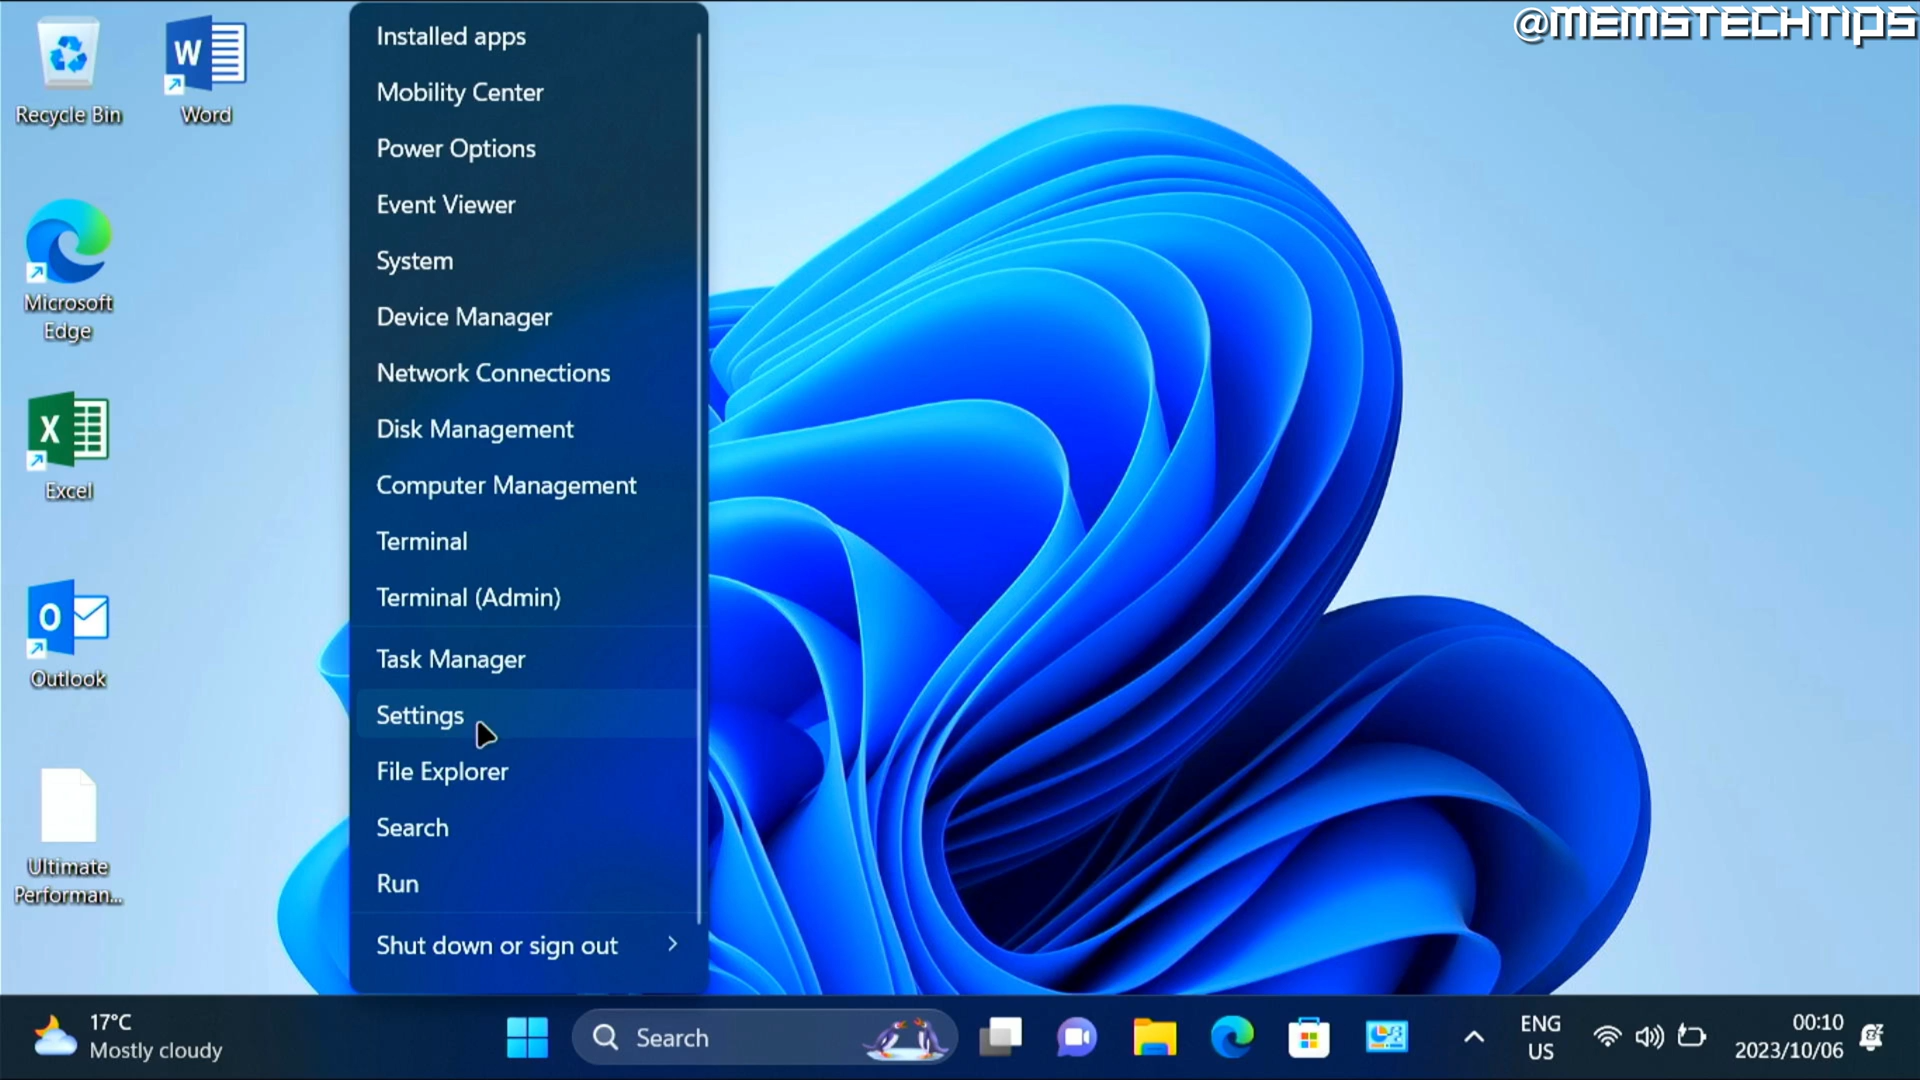 @MEMSTECHTIPS
Recycle Bin
Word
Microsoft
Edge
Excel
Outlook
Ultimate
Performan...
Installed apps
Mobility Center
Power Options
Event Viewer
System
Device Manager
Network Connections
Disk Management
Computer Management
Terminal
Terminal (Admin)
Task Manager
Settings
File Explorer
Search
Run
Shut down or sign out
17°C
Mostly cloudy
Search
ENG
US
00:10
2023/10/06